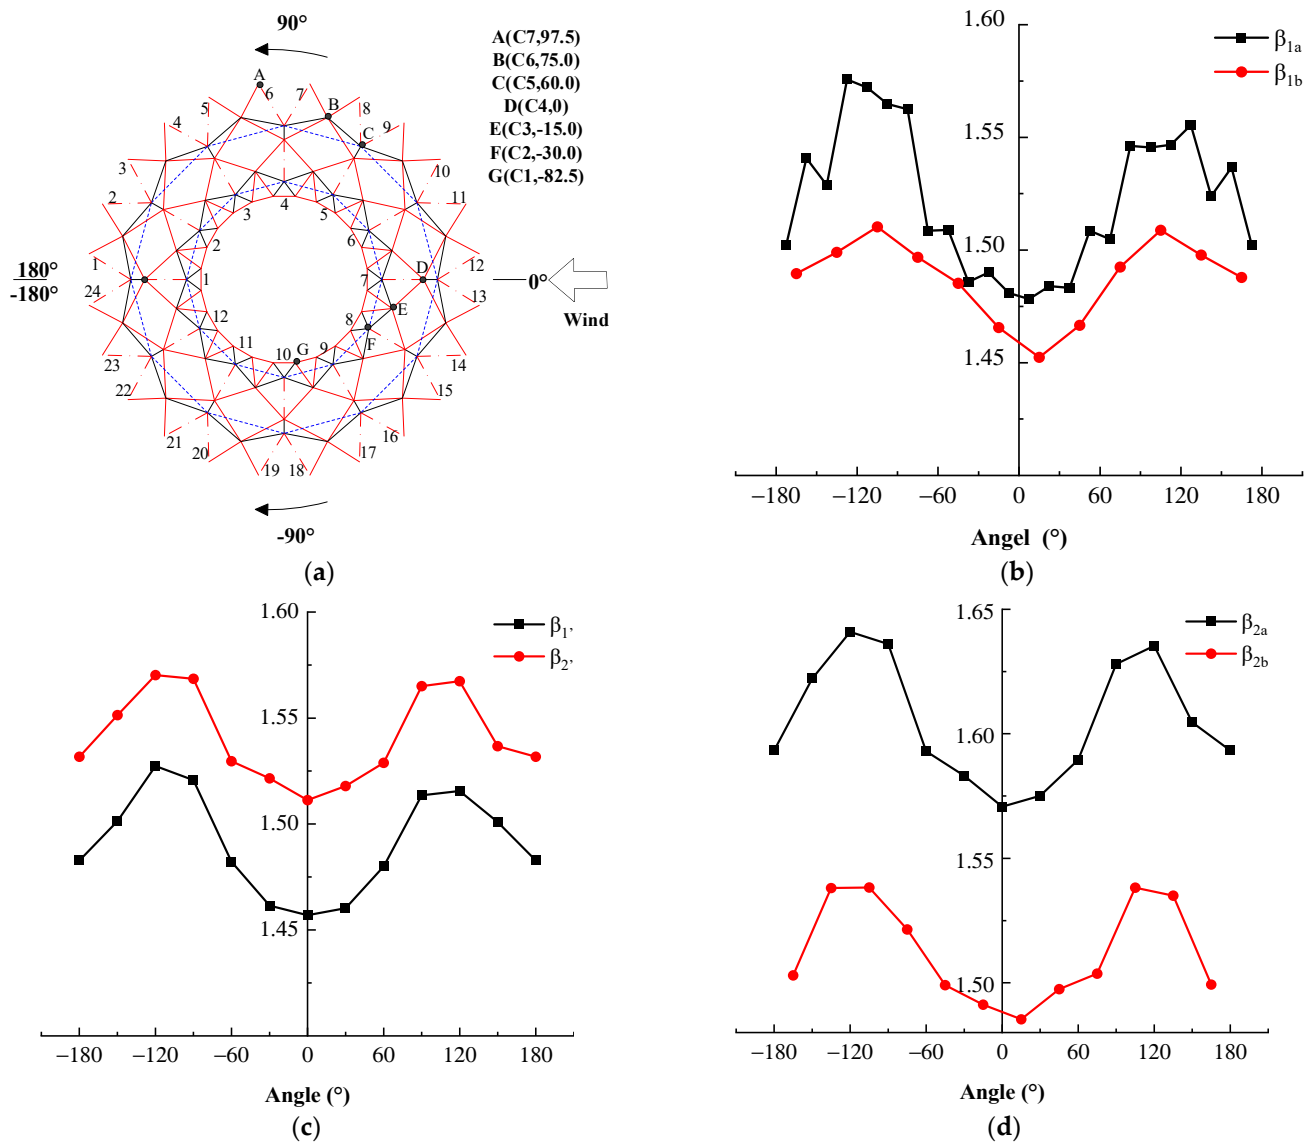 90°
A(C7,97.5)
B(C6,75.0)
C(C5,60.0)
D(C4,0)
E(C3,-15.0)
F(C2,-30.0)
G(C1,-82.5)
A
6 7 B 8
5
4 C 9
3 10
2 11
3 4 5
2 6
1 1 7 D 12
180°
-180°
0°
Wind
24 13
E
12 8
F
11 10 G 9
23 14
22 15
21 16
20 17
19 18
-90°
(a)
1.60
1.55
1.50
1.45
β1a
β1b
−180 −120 −60 0 60 120 180
Angel (°)
(b)
1.60
1.55
1.50
1.45
β1’
β2’
−180 −120 −60 0 60 120 180
Angle (°)
(c)
1.65
1.60
1.55
1.50
β2a
β2b
−180 −120 −60 0 60 120 180
Angle (°)
(d)